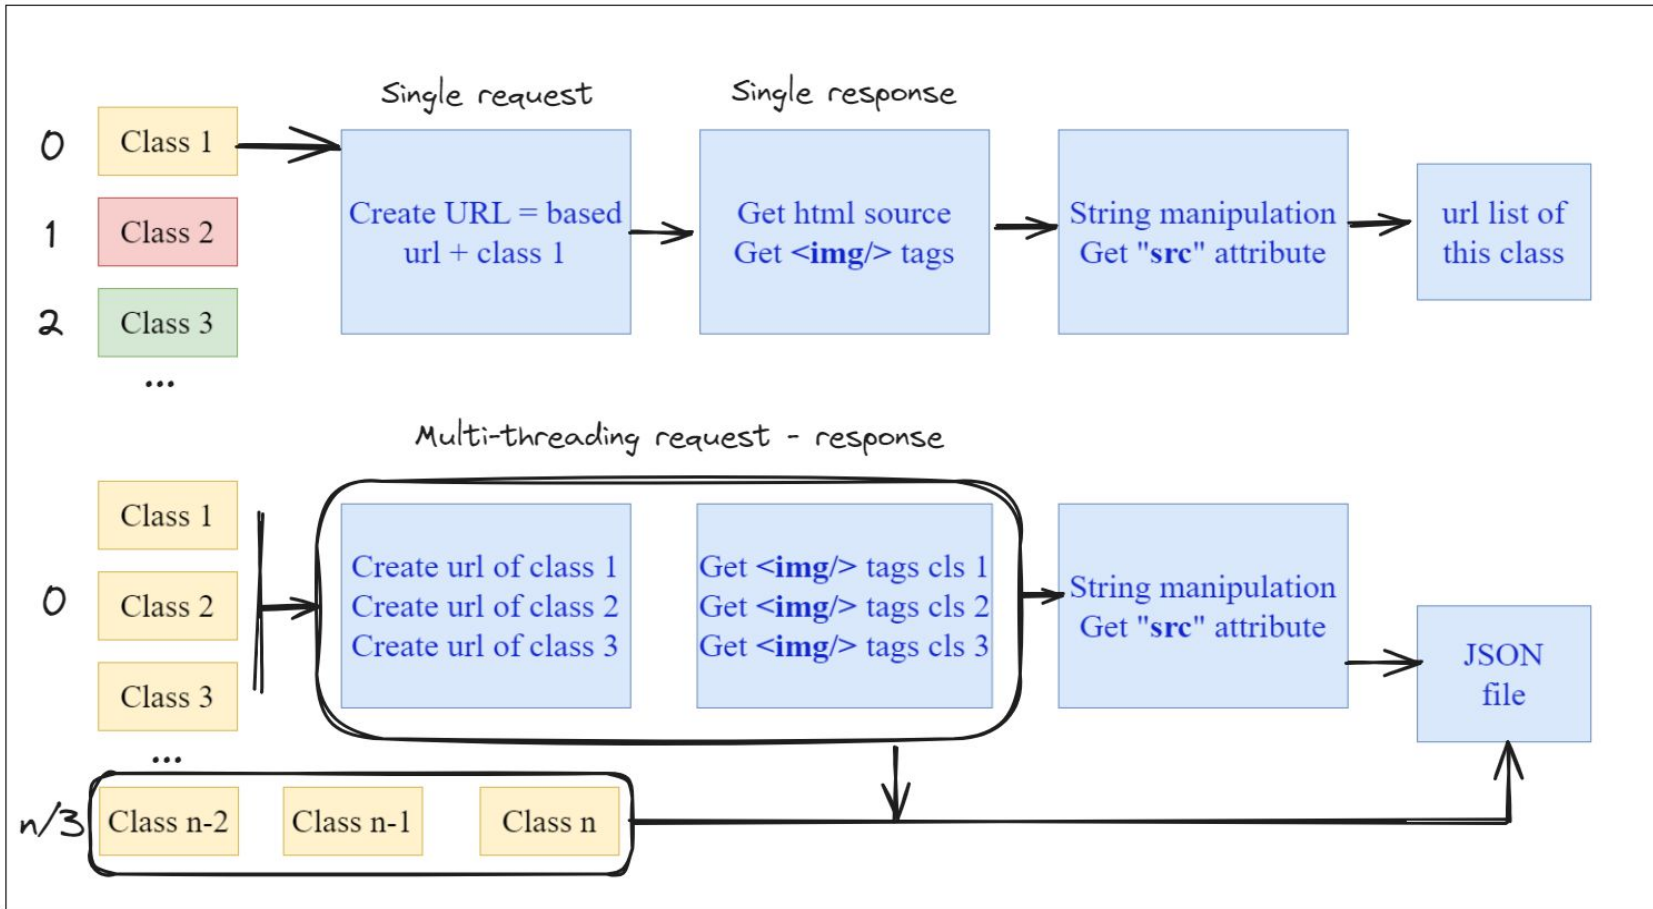 Single request
Single response
0
Class 1
1
Class 2
2
Class 3
...
Create URL = based
url + class 1
Get html source
Get <img/> tags
String manipulation
Get "src" attribute
url list of
this class
Multi-threading request - response
0
Class 1
Class 2
Class 3
...
Create url of class 1
Create url of class 2
Create url of class 3
Get <img/> tags cls 1
Get <img/> tags cls 2
Get <img/> tags cls 3
String manipulation
Get "src" attribute
JSON
file
n/3
Class n-2
Class n-1
Class n